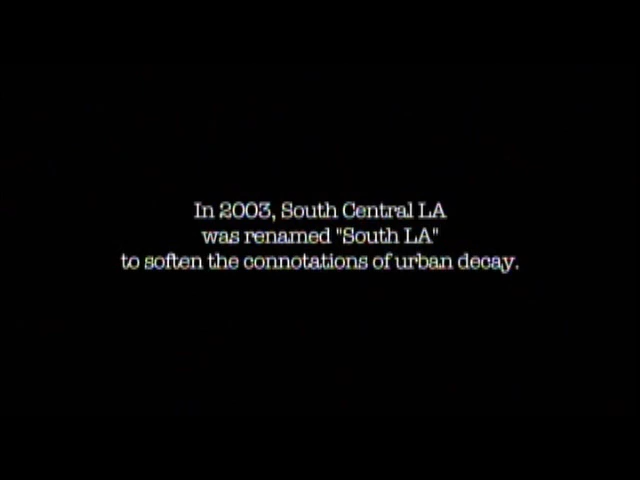 In 2003, South Central LA
was renamed "South LA"
to soften the connotations of urban decay.